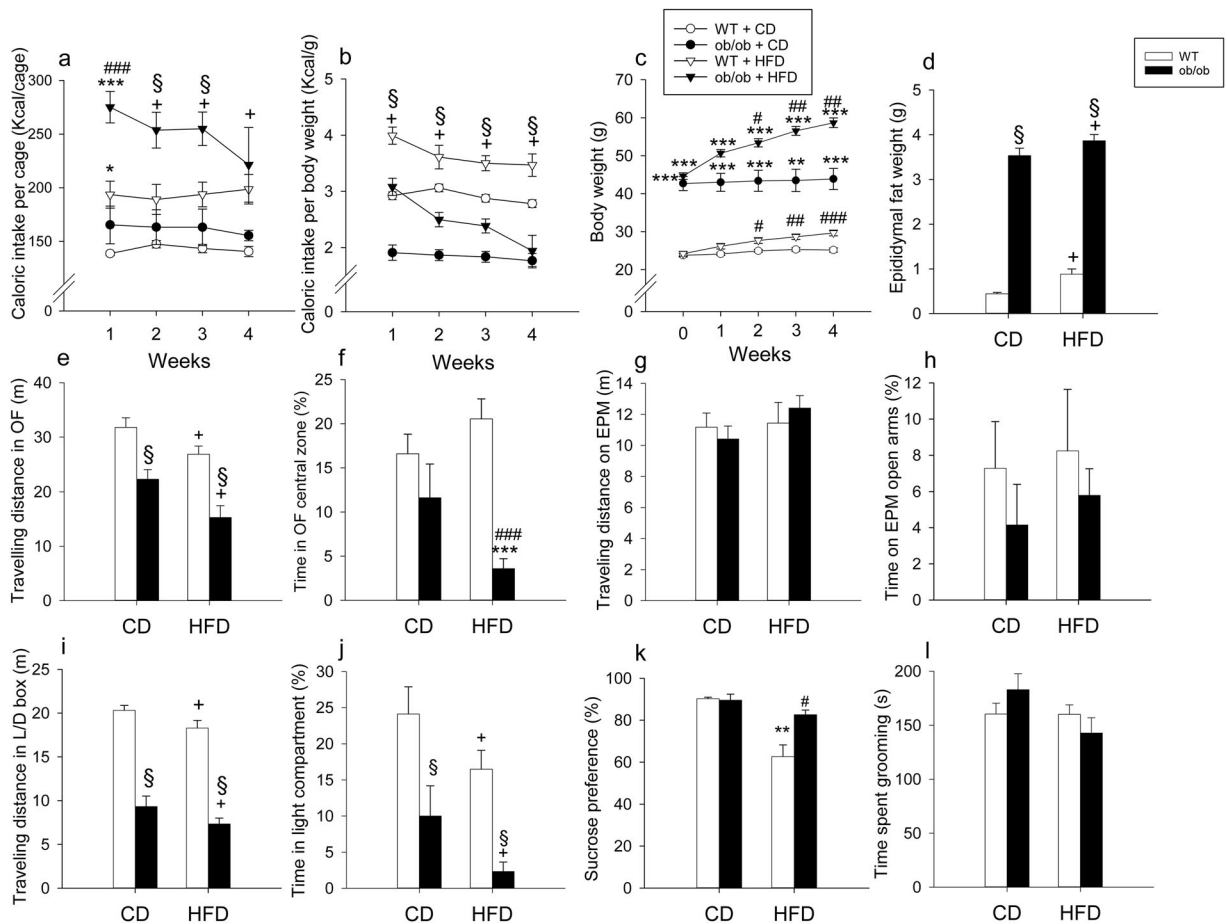 WT + CD
ob/ob + CD
WT + HFD
ob/ob + HFD
WT
ob/ob
a
Caloric intake per cage (Kcal/cage)
300
250
200
150
0
###
***
§
+
§
+
+
*
1 2 3 4
Weeks
b
Caloric intake per body weight (Kcal/g)
5
4
3
2
0
§
+
§
+
§
+
§
+
1 2 3 4
c
Body weight (g)
70
60
50
40
30
20
0
*** *** # *** ## *** ## ***
*** *** *** ** ***
# ## ###
0 1 2 3 4
Weeks
d
Epididymal fat weight (g)
5
4
3
2
1
0
§
+
§
+
CD HFD
e
Travelling distance in OF (m)
40
30
20
10
0
§
+
§
+
CD HFD
f
Time in OF central zone (%)
25
20
15
10
5
0
###
***
CD HFD
g
Traveling distance on EPM (m)
14
12
10
8
6
4
2
0
CD HFD
h
Time on EPM open arms (%)
12
10
8
6
4
2
0
CD HFD
i
Traveling distance in L/D box (m)
25
20
15
10
5
0
§
+
§
+
CD HFD
j
Time in light compartment (%)
30
25
20
15
10
5
0
§
+
§
+
CD HFD
k
Sucrose preference (%)
100
80
60
40
20
0
**
#
CD HFD
l
Time spent grooming (s)
200
150
100
50
0
CD HFD